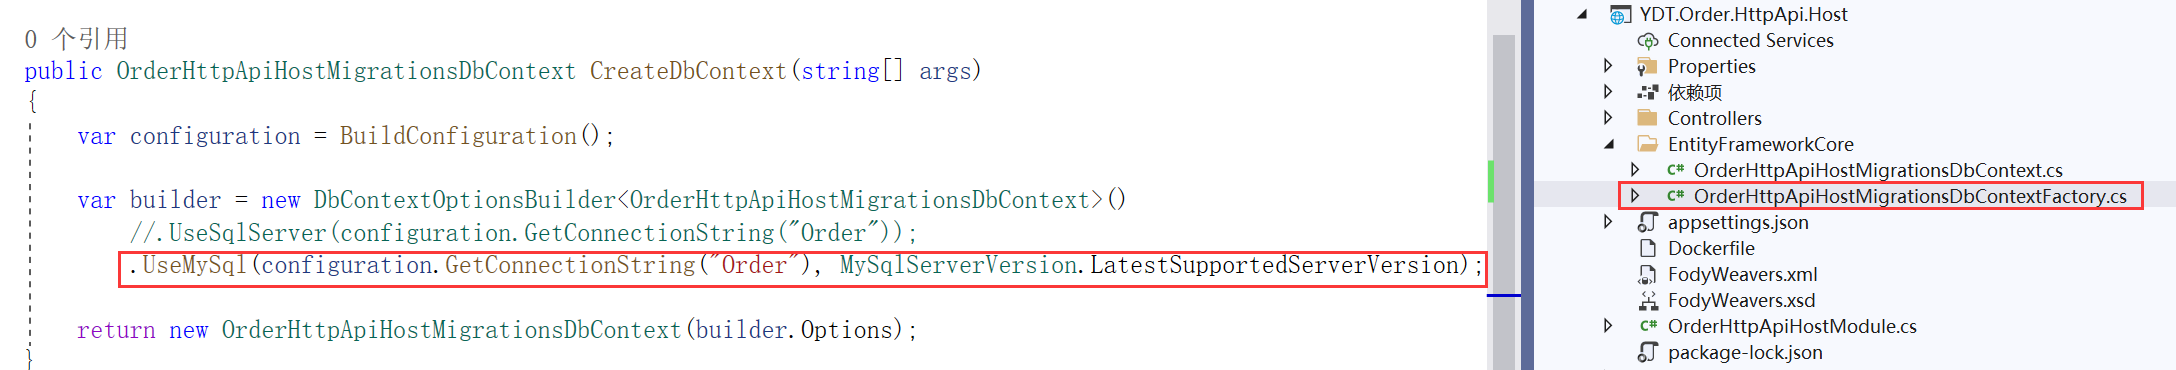 0 个引用
public OrderHttpApiHostMigrationsDbContext CreateDbContext(string[] args)
{
var configuration = BuildConfiguration();
var builder = new DbContextOptionsBuilder<OrderHttpApiHostMigrationsDbContext>()
//.UseSqlServer(configuration.GetConnectionString("Order"));
.UseMySql(configuration.GetConnectionString("Order"), MySqlServerVersion.LatestSupportedServerVersion);
return new OrderHttpApiHostMigrationsDbContext(builder.Options);
}
YDT.Order.HttpApi.Host
Connected Services
Properties
依赖项
Controllers
EntityFrameworkCore
C# OrderHttpApiHostMigrationsDbContext.cs
C# OrderHttpApiHostMigrationsDbContextFactory.cs
appsettings.json
Dockerfile
FodyWeavers.xml
FodyWeavers.xsd
C# OrderHttpApiHostModule.cs
package-lock.json